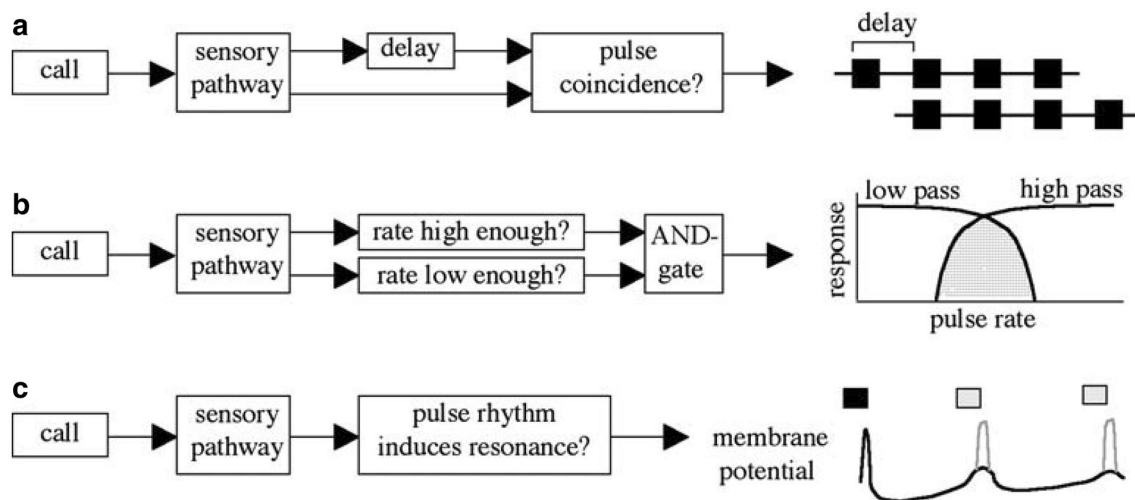 a
call
sensory
pathway
delay
pulse
coincidence?
delay
b
call
sensory
pathway
rate high enough?
rate low enough?
AND-
gate
low pass high pass
response
pulse rate
c
call
sensory
pathway
pulse rhythm
induces resonance?
membrane
potential